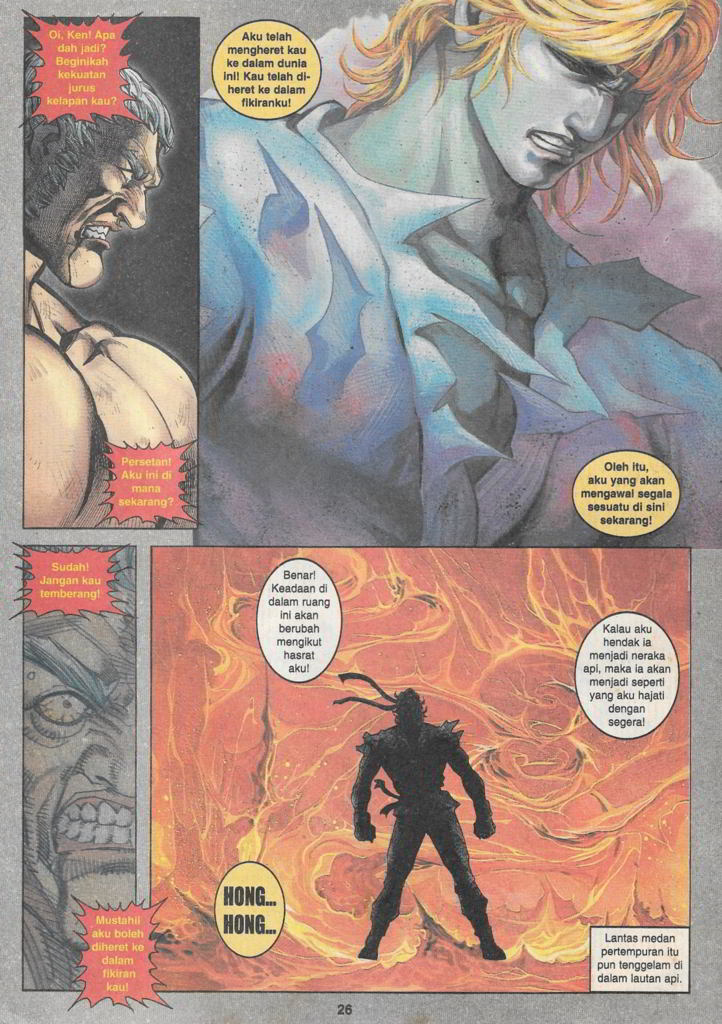 Oi, Ken! Apa
dah jadi?
Beginikah
kekuatan
jurus
kelapan kau?
Aku telah
mengheret kau
ke dalam dunia
ini! Kau telah di-
heret ke dalam
fikiranku!
Persetan!
Aku ini di
mana
sekarang?
Oleh itu,
aku yang akan
mengawal segala
sesuatu di sini
sekarang!
Sudah!
Jangan kau
temberang!
Benar!
Keadaan di
dalam ruang
ini akan
berubah
mengikut
hasrat
aku!
Kalau aku
hendak ia
menjadi neraka
api, maka ia akan
menjadi seperti
yang aku hajati
dengan
segera!
HONG...
HONG...
Mustahil
aku boleh
diheret ke
dalam
fikiran
kau!
Lantas medan
pertempuran itu
pun tenggelam di
dalam lautan api.
26